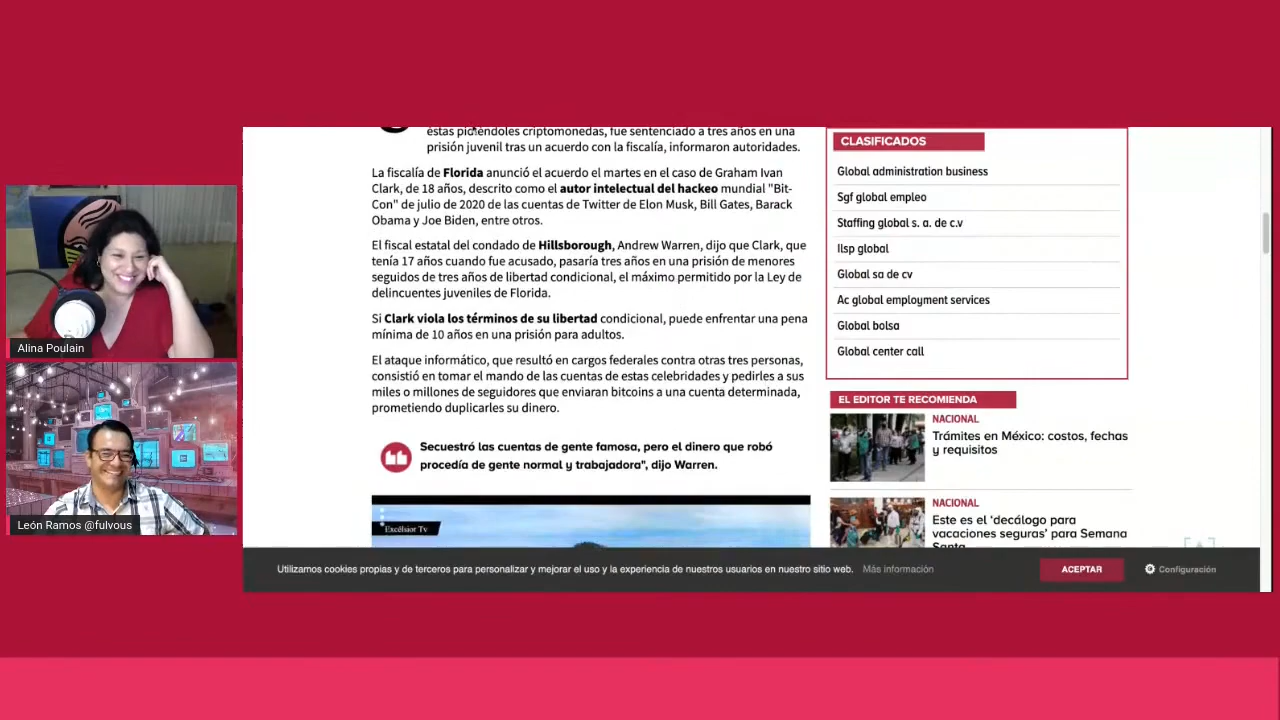 éstas pidiéndoles criptomonedas, fue sentenciado a tres años en una
prisión juvenil tras un acuerdo con la fiscalía, informaron autoridades.
La fiscalía de Florida anunció el acuerdo el martes en el caso de Graham Ivan
Clark, de 18 años, descrito como el autor intelectual del hackeo mundial "Bit-
Con" de julio de 2020 de las cuentas de Twitter de Elon Musk, Bill Gates, Barack
Obama y Joe Biden, entre otros.
El fiscal estatal del condado de Hillsborough, Andrew Warren, dijo que Clark, que
tenía 17 años cuando fue acusado, pasaría tres años en una prisión de menores
seguidos de tres años de libertad condicional, el máximo permitido por la Ley de
delincuentes juveniles de Florida.
Si Clark viola los términos de su libertad condicional, puede enfrentar una pena
mínima de 10 años en una prisión para adultos.
El ataque informático, que resultó en cargos federales contra otras tres personas,
consistió en tomar el mando de las cuentas de estas celebridades y pedirles a sus
miles o millones de seguidores que enviaran bitcoins a una cuenta determinada,
prometiendo duplicarles su dinero.
Secuestró las cuentas de gente famosa, pero el dinero que robó
procedía de gente normal y trabajadora", dijo Warren.
Excélsior Tv
CLASIFICADOS
Global administration business
Sgf global empleo
Staffing global s. a. de c.v
Ilsp global
Global sa de cv
Ac global employment services
Global bolsa
Global center call
EL EDITOR TE RECOMIENDA
NACIONAL
Trámites en México: costos, fechas
y requisitos
NACIONAL
Este es el 'decálogo para
vacaciones seguras' para Semana
Santa
Utilizamos cookies propias y de terceros para personalizar y mejorar el uso y la experiencia de nuestros usuarios en nuestro sitio web. Más información
ACEPTAR
Configuración
Alina Poulain
León Ramos @fulvous